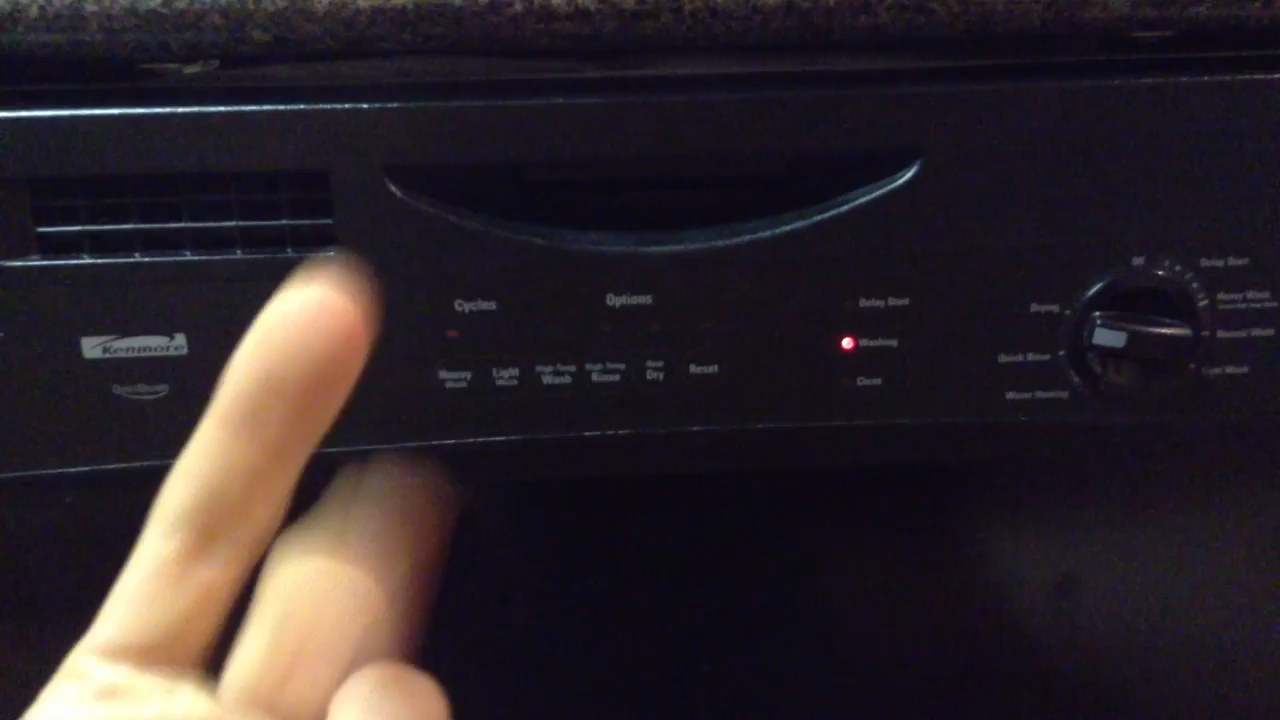 Kenmore
QuietGuard
Cycles
Options
Heavy
Wash
Light
Wash
High Temp
Wash
High Temp
Rinse
Dry
Reset
Delay Start
Washing
Clean
Off
Delay Start
Heavy Wash
Normal Wash
Light Wash
Drying
Quick Rinse
Water Heating